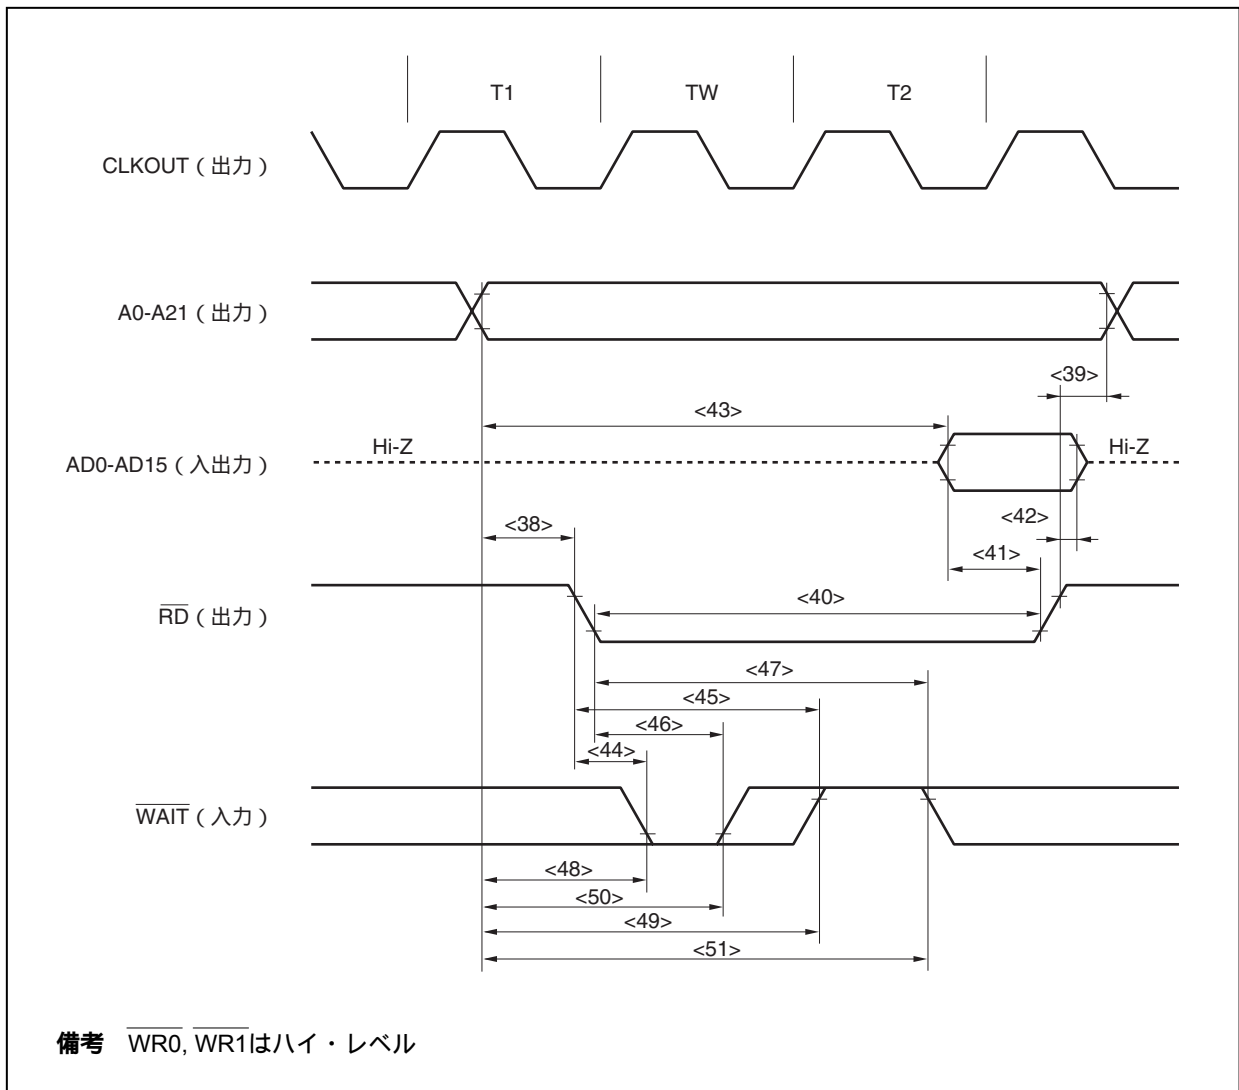 T1 TW T2
CLKOUT（出力）
A0-A21（出力）
<39>
<43>
Hi-Z Hi-Z
AD0-AD15（入出力）
<38> <42>
<41>
<40>
RD（出力）
<47>
<45>
<46>
<44>
WAIT（入力）
<48>
<50>
<49>
<51>
備考 WR0, WR1はハイ・レベル